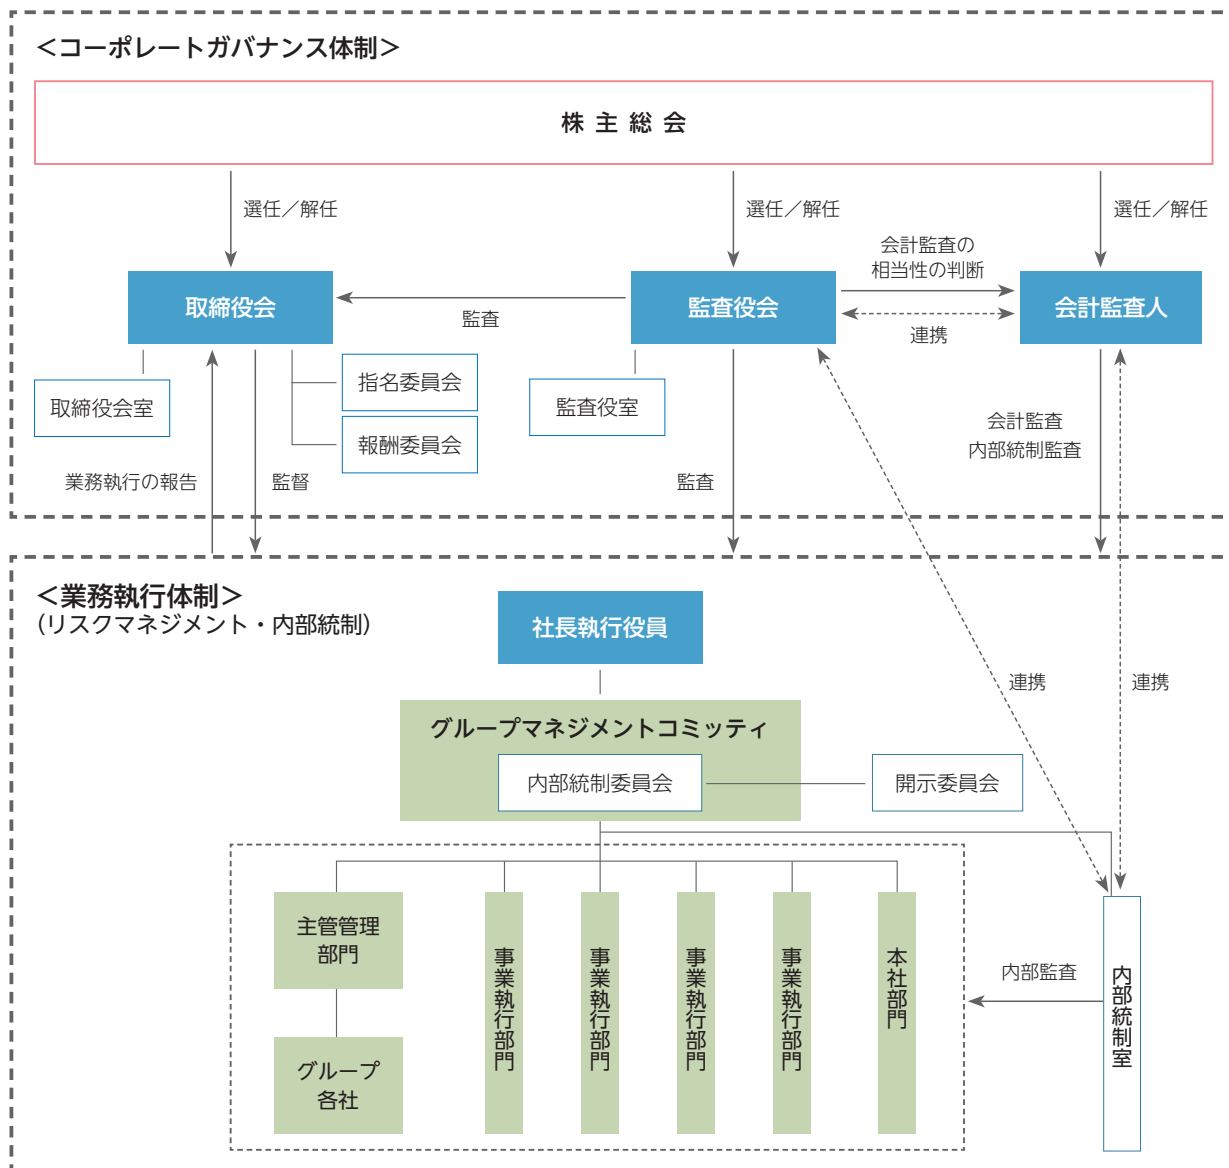 ＜コーポレートガバナンス体制＞
株主総会
選任／解任
選任／解任
選任／解任
会計監査の
相当性の判断
取締役会
監査役会
会計監査人
監査
連携
取締役会室
指名委員会
報酬委員会
監査役室
会計監査
内部統制監査
業務執行の報告
監督
監査
＜業務執行体制＞
（リスクマネジメント・内部統制）
社長執行役員
連携
連携
グループマネジメントコミッティ
内部統制委員会
開示委員会
主管管理
部門
グループ
各社
事業執行部門
事業執行部門
事業執行部門
事業執行部門
本社部門
内部監査
内部統制室